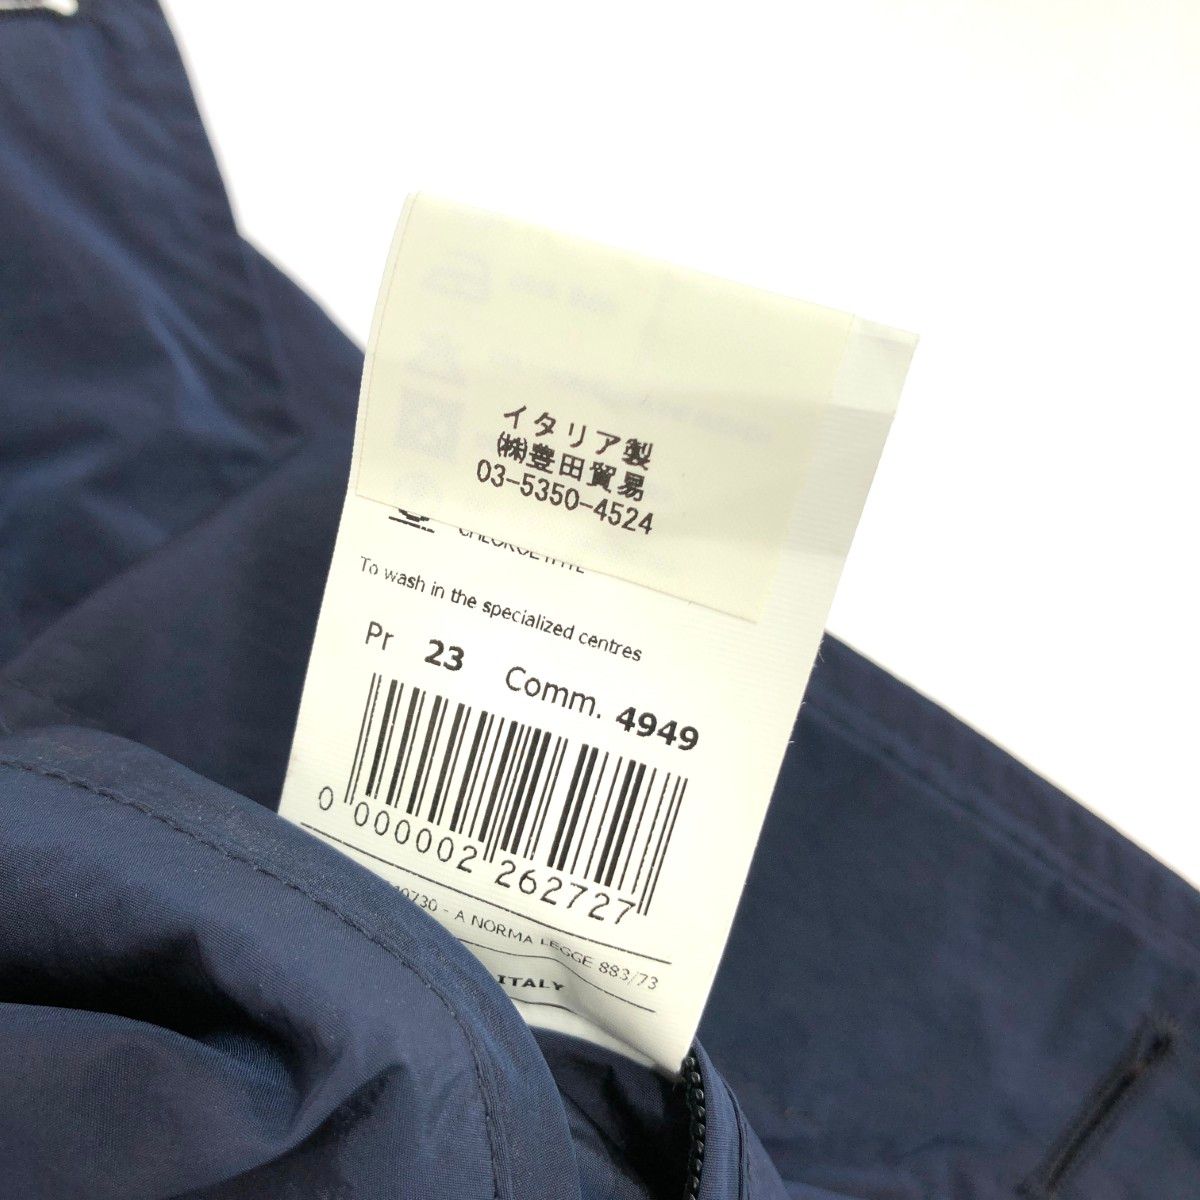 イタリア製
㈱豊田貿易
03-5350-4524
To wash in the specialized centres
Pr 23 Comm. 4949
0 000002 262727
0730 - A NORMA LEGGE 883/73
ITALY